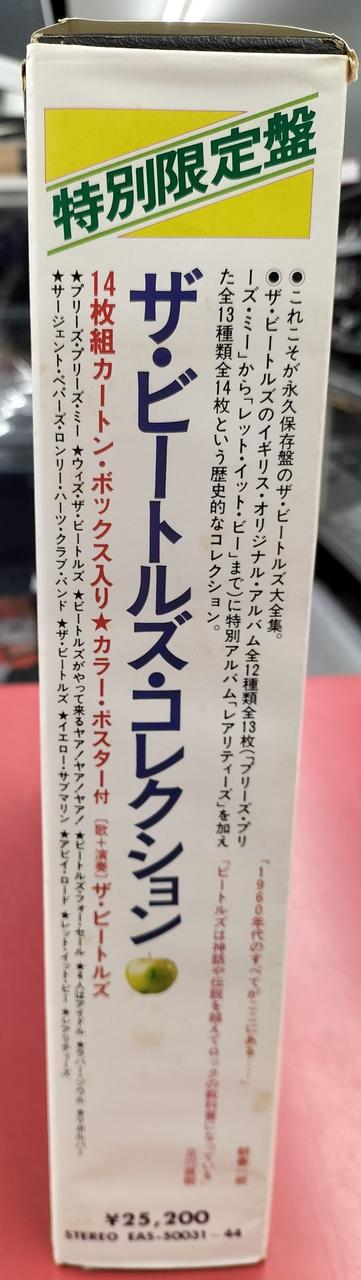 特別限定盤
●これこそが永久保存盤のザ・ビートルズ大全集。
●ザ・ビートルズのイギリス・オリジナル・アルバム全12種類全13枚(「プリーズ・プリ
ーズ・ミー」から「レット・イット・ビー」まで)に特別アルバム「レアリティーズ」を加え
た全13種類全14枚という歴史的なコレクション。
「1960年代のすべてがここにある……」
「ビートルズは神話や伝説を越えてロックの教科書になっている」
ザ・ビートルズ・コレクション
14枚組カートン・ボックス入り★カラー・ポスター付 〔歌+演奏〕ザ・ビートルズ
★プリーズ・プリーズ・ミー ★ウィズ・ザ・ビートルズ ★ビートルズがやって来るヤァ!ヤァ!ヤァ! ★ビートルズ・フォー・セール ★4人はアイドル ★ラバー・ソウル ★リボルバー
★サージェント・ペパーズ・ロンリー・ハーツ・クラブ・バンド ★ザ・ビートルズ ★イエロー・サブマリン ★アビイ・ロード ★レット・イット・ビー ★レアリティーズ
¥25,200
STEREO EAS-50031-44